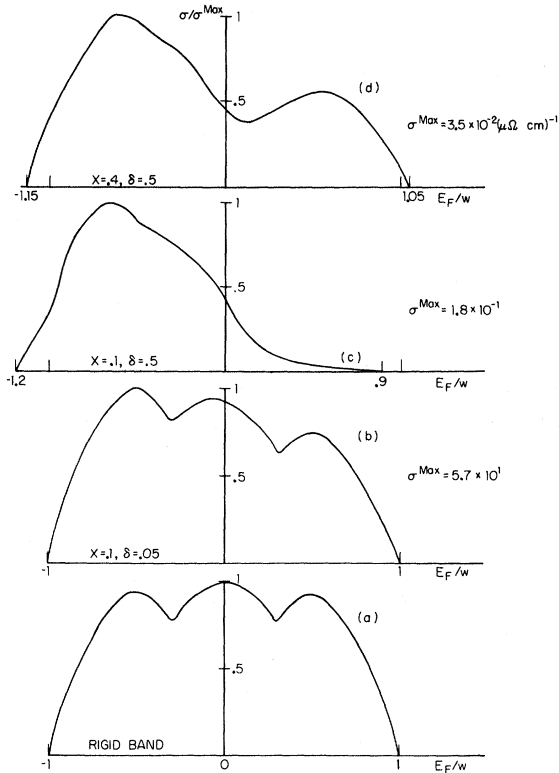 σ/σ^Max
1
.5
(d)
σ^Max = 3.5 × 10⁻² (μΩ cm)⁻¹
X=.4, δ=.5
-1.15
1.05
E_F/w
1
.5
σ^Max = 1.8 × 10⁻¹
X=.1, δ=.5
(c)
-1.2
.9
E_F/w
1
(b)
.5
σ^Max = 5.7 × 10¹
X=.1, δ=.05
-1
1
E_F/w
1
(a)
.5
RIGID BAND
-1
0
1
E_F/w